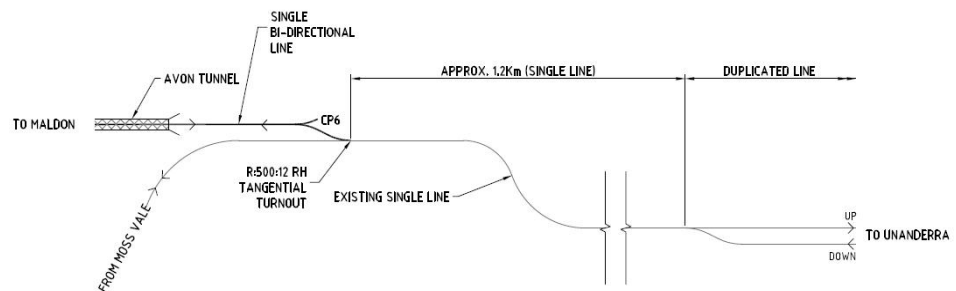 SINGLE
BI-DIRECTIONAL
LINE
AVON TUNNEL
APPROX. 1.2Km (SINGLE LINE)
DUPLICATED LINE
TO MALDON
CP6
R:500:12 RH
TANGENTIAL
TURNOUT
EXISTING SINGLE LINE
FROM MOSS VALE
UP
TO UNANDERRA
DOWN